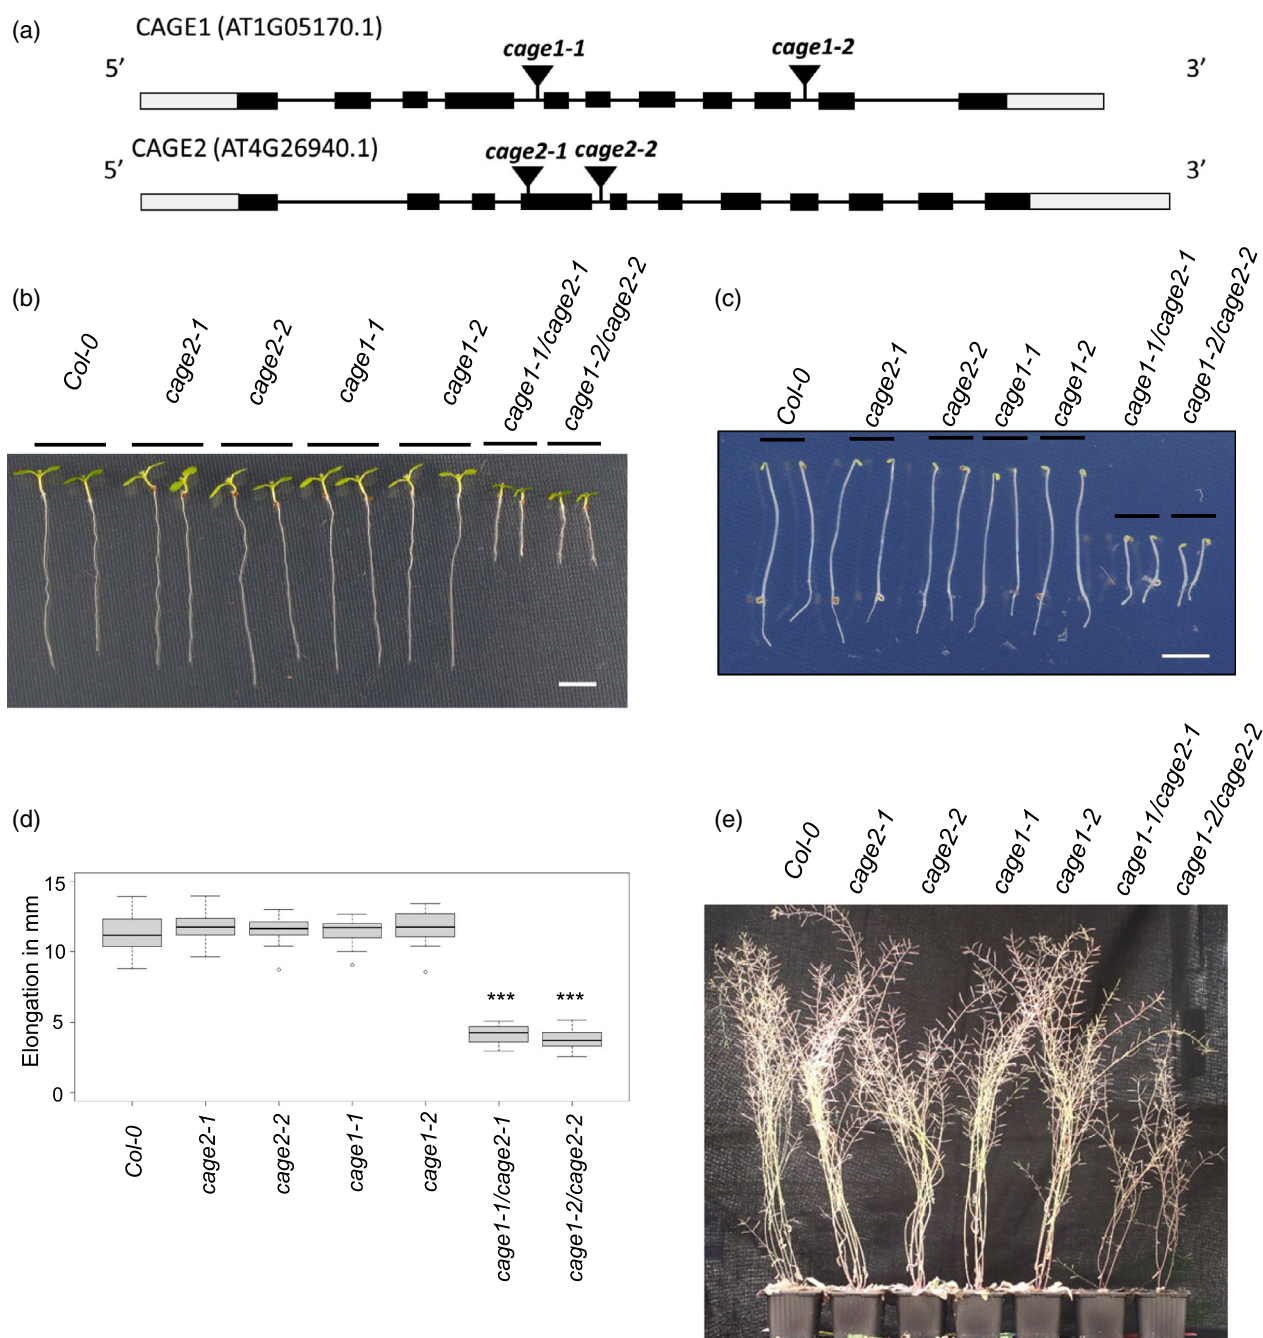 (a)
CAGE1 (AT1G05170.1)
cage1-1
cage1-2
5’
3’
CAGE2 (AT4G26940.1)
cage2-1 cage2-2
5’
3’
(b)
Col-0
cage2-1
cage2-2
cage1-1
cage1-2
cage1-1/cage2-1
cage1-2/cage2-2
(c)
Col-0
cage2-1
cage2-2
cage1-1
cage1-2
cage1-1/cage2-1
cage1-2/cage2-2
(d)
Elongation in mm
15
10
5
0
***
***
Col-0
cage2-1
cage2-2
cage1-1
cage1-2
cage1-1/cage2-1
cage1-2/cage2-2
(e)
Col-0
cage2-1
cage2-2
cage1-1
cage1-2
cage1-1/cage2-1
cage1-2/cage2-2